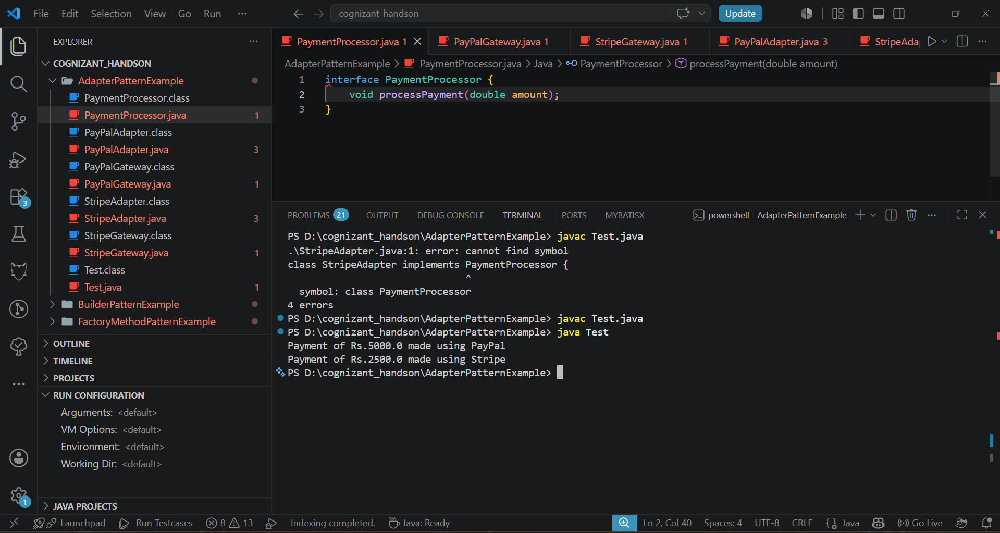 File Edit Selection View Go Run ··· cognizant_handson Update
EXPLORER ···
COGNIZANT_HANDSON
AdapterPatternExample
PaymentProcessor.class
PaymentProcessor.java 1
PayPalAdapter.class
PayPalAdapter.java 3
PayPalGateway.class
PayPalGateway.java 1
StripeAdapter.class
StripeAdapter.java 3
StripeGateway.class
StripeGateway.java 1
Test.class
Test.java 1
BuilderPatternExample
FactoryMethodPatternExample
OUTLINE
TIMELINE
PROJECTS
RUN CONFIGURATION
Arguments: <default>
VM Options: <default>
Environment: <default>
Working Dir: <default>
JAVA PROJECTS
3
1
PaymentProcessor.java 1 PayPalGateway.java 1 StripeGateway.java 1 PayPalAdapter.java 3 StripeAda ···
AdapterPatternExample > PaymentProcessor.java > Java > PaymentProcessor > processPayment(double amount)
1 interface PaymentProcessor {
2 void processPayment(double amount);
3 }
PROBLEMS 21 OUTPUT DEBUG CONSOLE TERMINAL PORTS MYBATISX powershell - AdapterPatternExample ···
PS D:\cognizant_handson\AdapterPatternExample> javac Test.java
.\StripeAdapter.java:1: error: cannot find symbol
class StripeAdapter implements PaymentProcessor {
^
symbol: class PaymentProcessor
4 errors
PS D:\cognizant_handson\AdapterPatternExample> javac Test.java
PS D:\cognizant_handson\AdapterPatternExample> java Test
Payment of Rs.5000.0 made using PayPal
Payment of Rs.2500.0 made using Stripe
PS D:\cognizant_handson\AdapterPatternExample>
Launchpad Run Testcases 8 13 Indexing completed. Java: Ready Ln 2, Col 40 Spaces: 4 UTF-8 CRLF Java Go Live